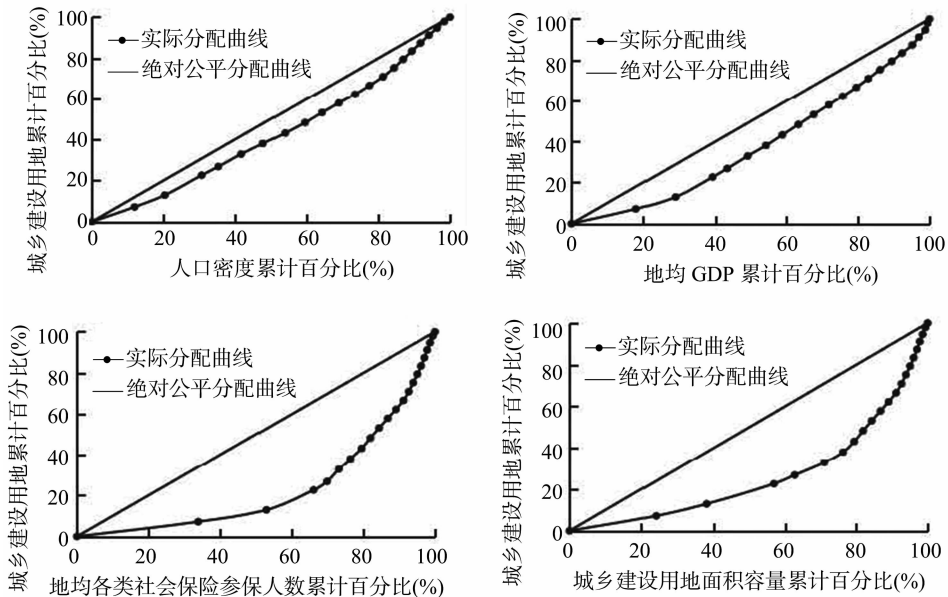 城乡建设用地累计百分比(%)
100
80
60
40
20
0
实际分配曲线
绝对公平分配曲线
0 20 40 60 80 100
人口密度累计百分比(%)
城乡建设用地累计百分比(%)
100
80
60
40
20
0
实际分配曲线
绝对公平分配曲线
0 20 40 60 80 100
地均 GDP 累计百分比(%)
城乡建设用地累计百分比(%)
100
80
60
40
20
0
实际分配曲线
绝对公平分配曲线
0 20 40 60 80 100
地均各类社会保险参保人数累计百分比(%)
城乡建设用地累计百分比(%)
100
80
60
40
20
0
实际分配曲线
绝对公平分配曲线
0 20 40 60 80 100
城乡建设用地面积容量累计百分比(%)